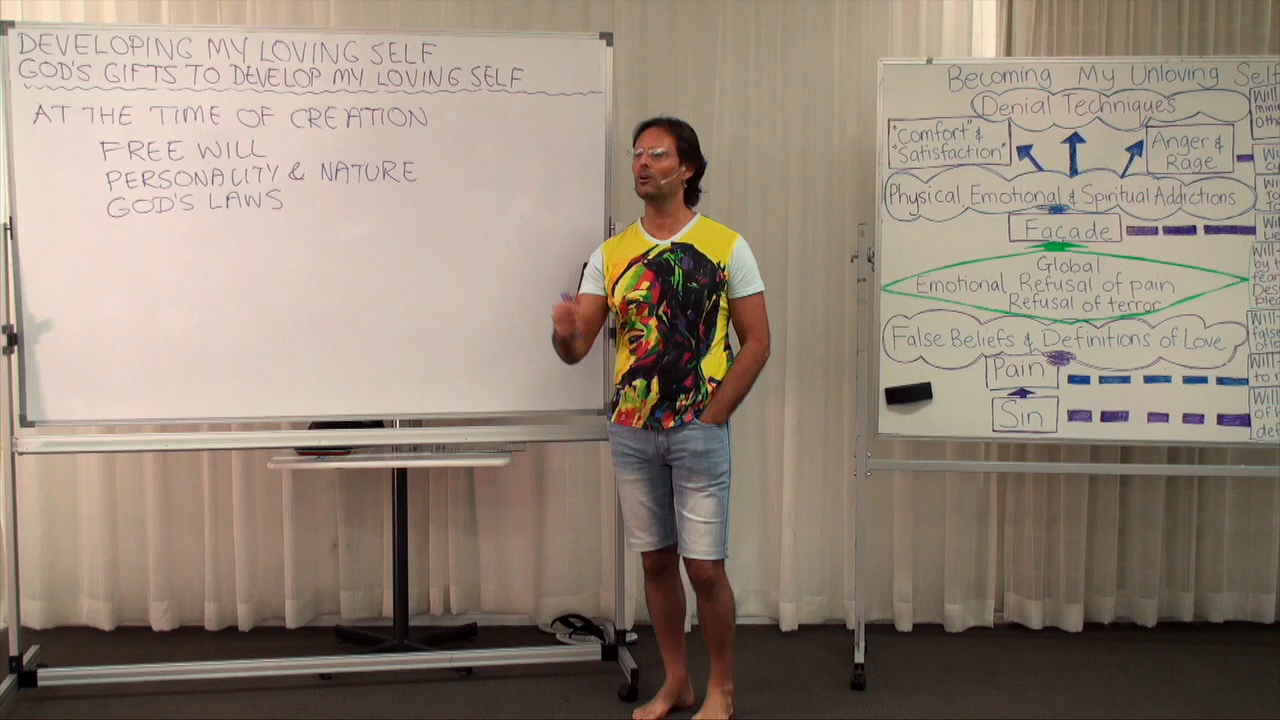 DEVELOPING MY LOVING SELF
GOD'S GIFTS TO DEVELOP MY LOVING SELF
AT THE TIME OF CREATION
FREE WILL
PERSONALITY & NATURE
GOD'S LAWS
Becoming My Unloving Self
Denial Techniques
"Comfort" &
"Satisfaction"
Anger &
Rage
Physical, Emotional & Spiritual Addictions
Façade
Global
Emotional Refusal of pain
Refusal of terror
False Beliefs & Definitions of Love
Pain
Sin